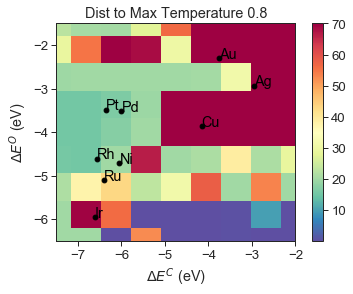 Dist to Max Temperature 0.8
ΔE^O (eV)
−2
−3
−4
−5
−6
Au
Ag
Pt
Pd
Cu
Rh
Ni
Ru
Ir
70
60
50
40
30
20
10
−7 −6 −5 −4 −3 −2
ΔE^C (eV)